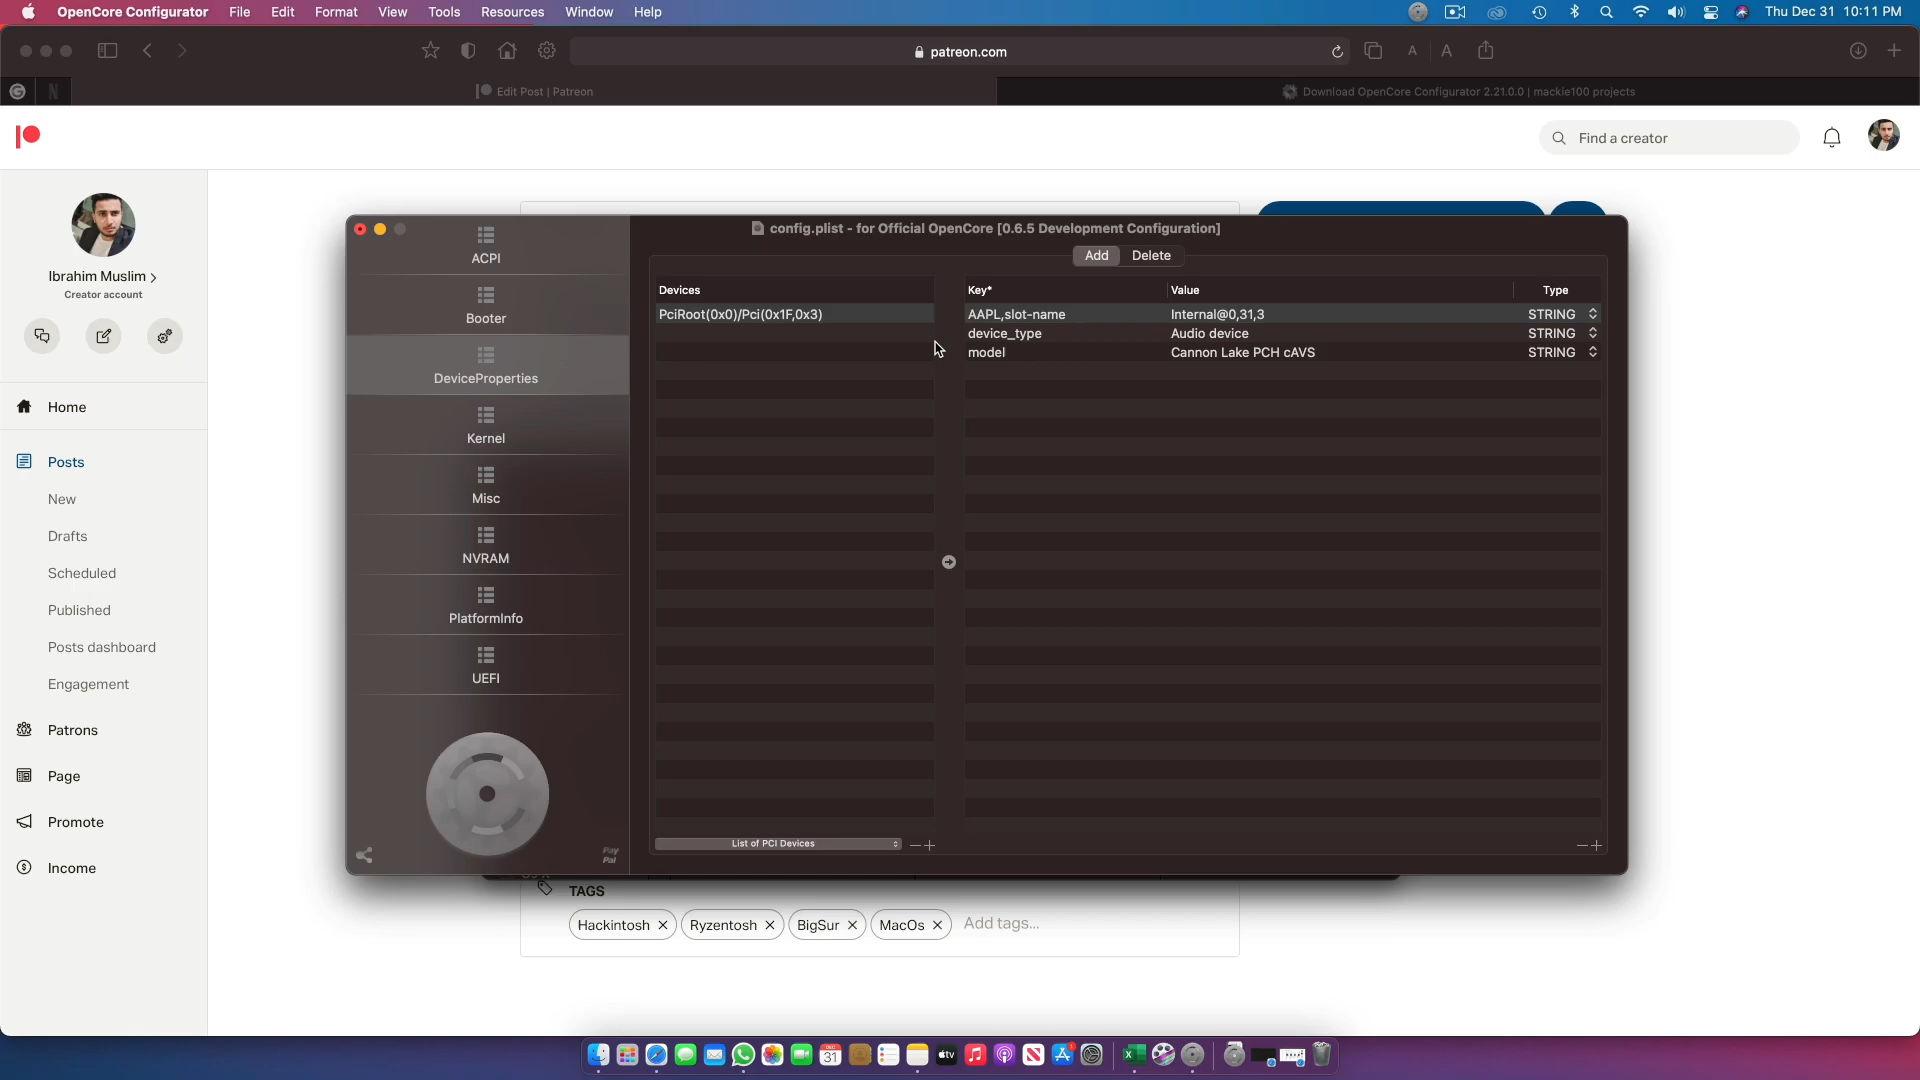 OpenCore Configurator File Edit Format View Tools Resources Window Help Thu Dec 31 10:11 PM
patreon.com
Edit Post | Patreon Download OpenCore Configurator 2.21.0.0 | mackie100 projects
Find a creator
Ibrahim Muslim
Creator account
Home
Posts
New
Drafts
Scheduled
Published
Posts dashboard
Engagement
Patrons
Page
Promote
Income
config.plist - for Official OpenCore [0.6.5 Development Configuration]
ACPI
Booter
DeviceProperties
Kernel
Misc
NVRAM
PlatformInfo
UEFI
Pay
Pal
Add Delete
Devices Key* Value Type
PciRoot(0x0)/Pci(0x1F,0x3) AAPL,slot-name Internal@0,31,3 STRING
device_type Audio device STRING
model Cannon Lake PCH cAVS STRING
List of PCI Devices
TAGS
Hackintosh Ryzentosh BigSur MacOs Add tags...